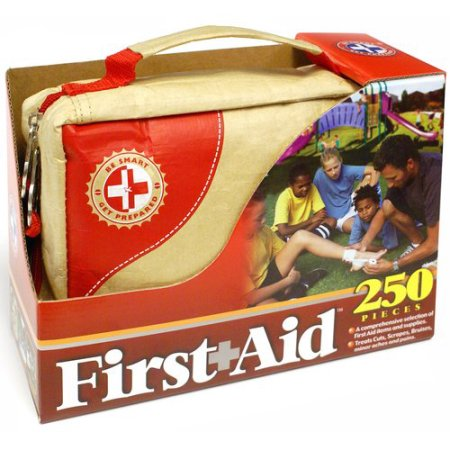 BE SMART
GET PREPARED
250
PIECES
• A comprehensive selection of
First Aid items and supplies.
• Treats Cuts, Scrapes, Bruises,
minor aches and pains.
First Aid™